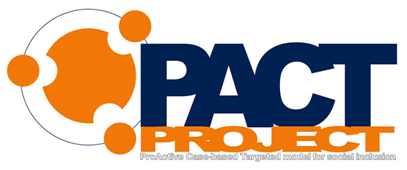 PACT
PROJECT
ProActive Case-based Targeted model for social inclusion